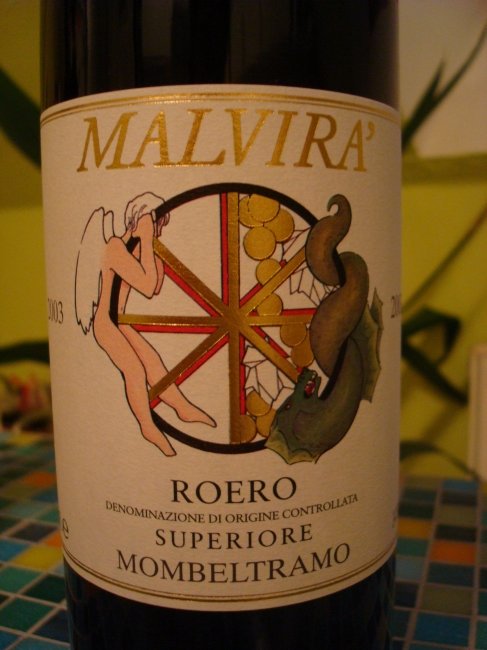 MALVIRA'
2003
ROERO
DENOMINAZIONE DI ORIGINE CONTROLLATA
SUPERIORE
MOMBELTRAMO
e